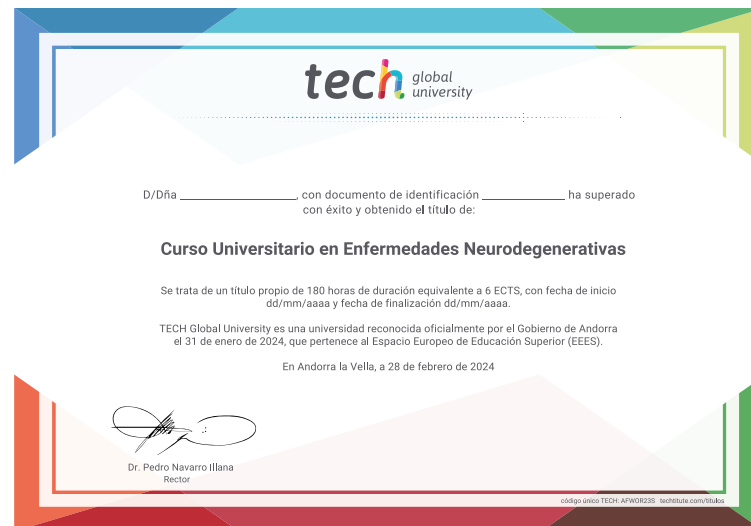 tech global university
D/Dña ____________, con documento de identificación ____________ ha superado
con éxito y obtenido el título de:
Curso Universitario en Enfermedades Neurodegenerativas
Se trata de un título propio de 180 horas de duración equivalente a 6 ECTS, con fecha de inicio
dd/mm/aaaa y fecha de finalización dd/mm/aaaa.
TECH Global University es una universidad reconocida oficialmente por el Gobierno de Andorra
el 31 de enero de 2024, que pertenece al Espacio Europeo de Educación Superior (EEES).
En Andorra la Vella, a 28 de febrero de 2024
Dr. Pedro Navarro Illana
Rector
código único TECH: AFWOR23S techtitute.com/titulos